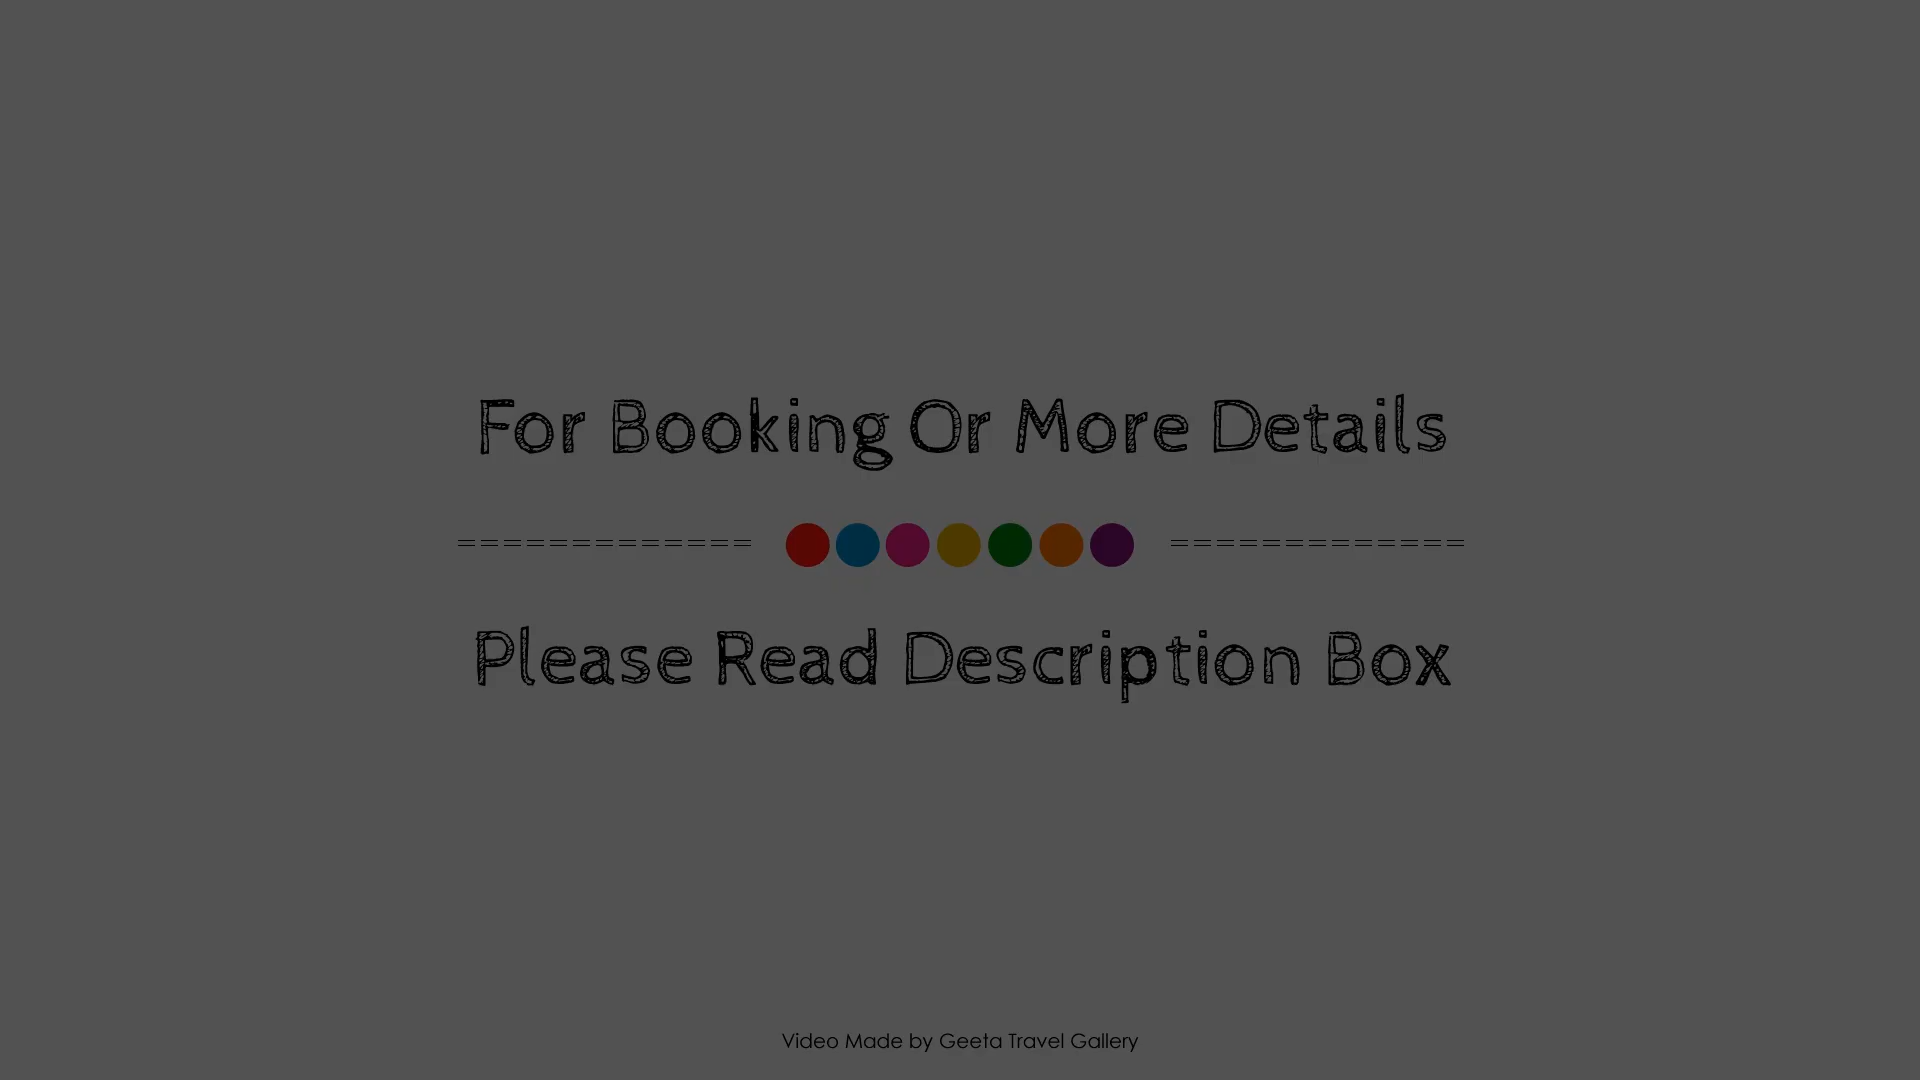 For Booking Or More Details
============= =============
Please Read Description Box
Video Made by Geeta Travel Gallery